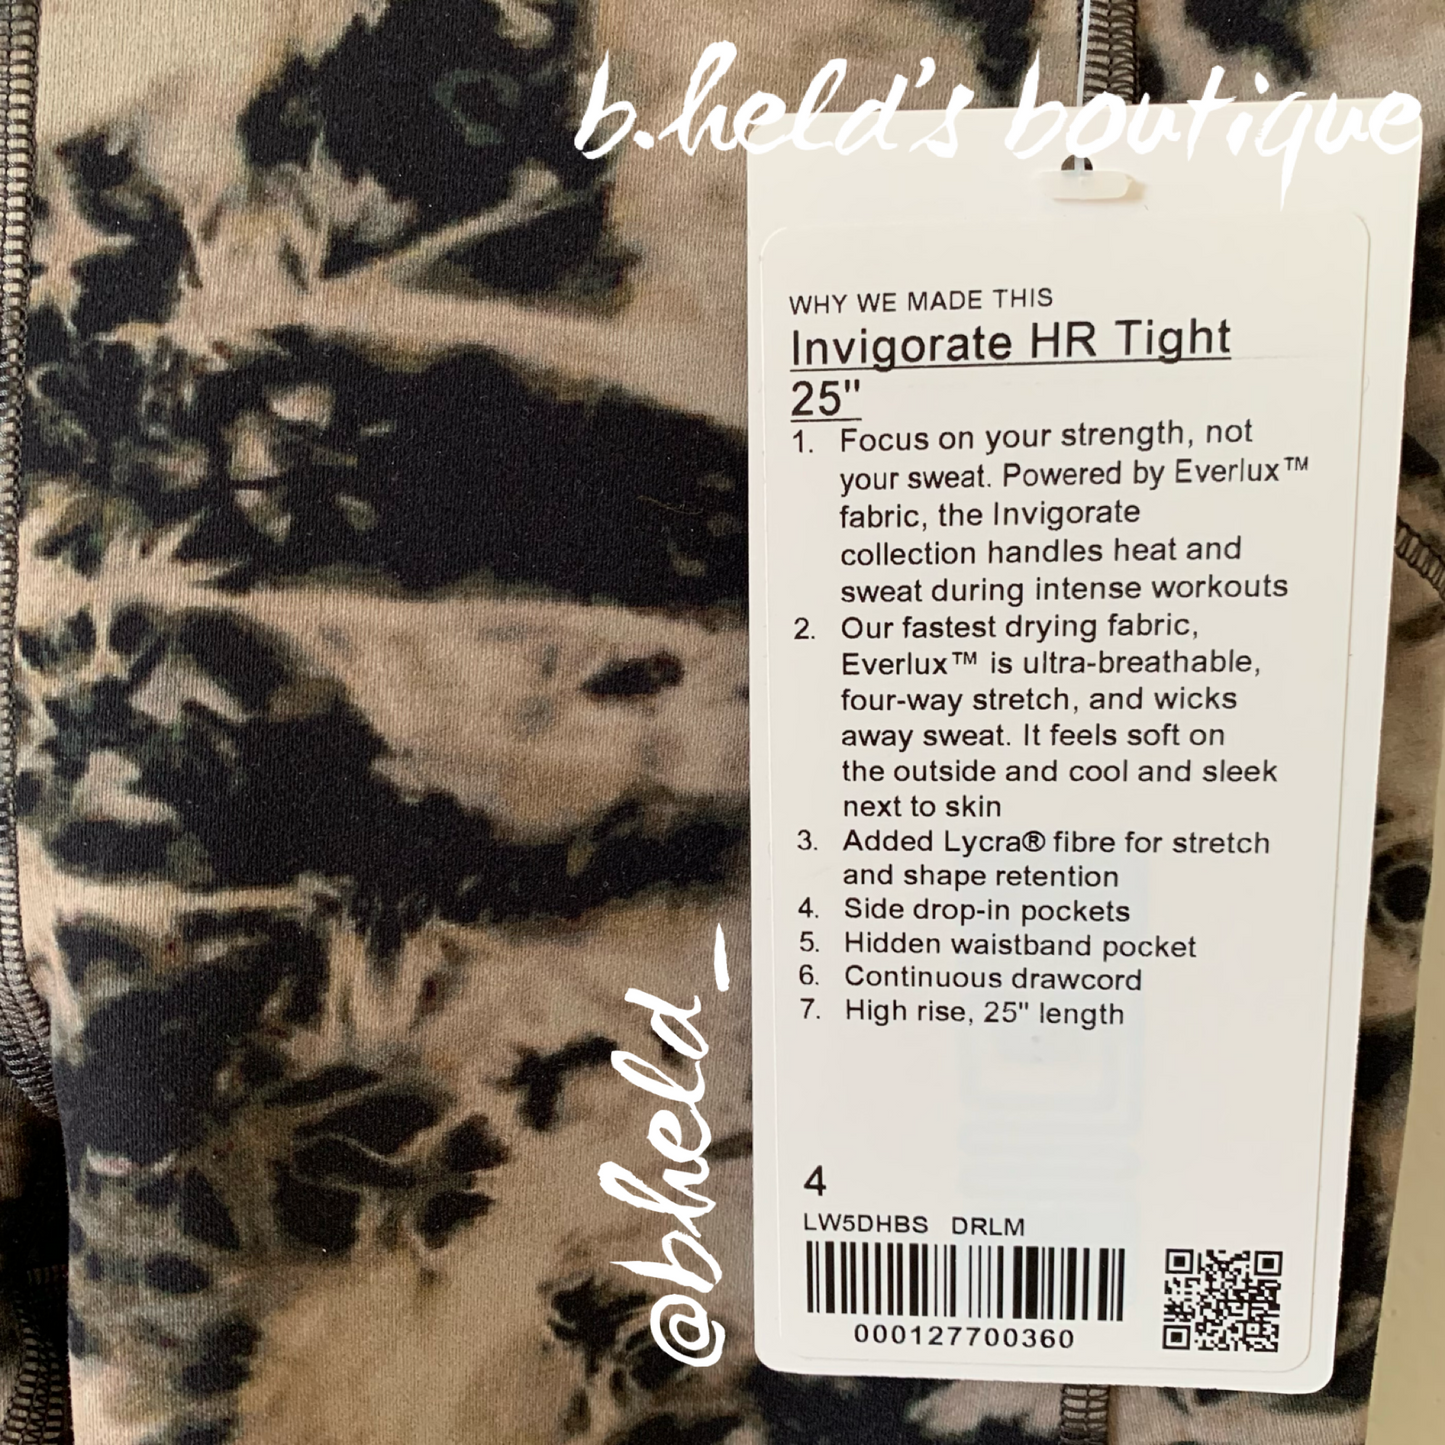 b.held's boutique
WHY WE MADE THIS
Invigorate HR Tight
25"
1. Focus on your strength, not
your sweat. Powered by Everlux™
fabric, the Invigorate
collection handles heat and
sweat during intense workouts
2. Our fastest drying fabric,
Everlux™ is ultra-breathable,
four-way stretch, and wicks
away sweat. It feels soft on
the outside and cool and sleek
next to skin
3. Added Lycra® fibre for stretch
and shape retention
4. Side drop-in pockets
5. Hidden waistband pocket
6. Continuous drawcord
7. High rise, 25" length
4
LW5DHBS DRLM
000127700360
@bheld_